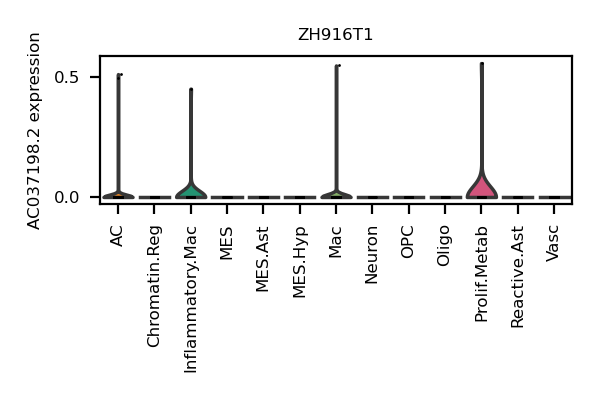 ZH916T1
AC037198.2 expression
0.5
0.0
AC
Chromatin.Reg
Inflammatory.Mac
MES
MES.Ast
MES.Hyp
Mac
Neuron
OPC
Oligo
Prolif.Metab
Reactive.Ast
Vasc